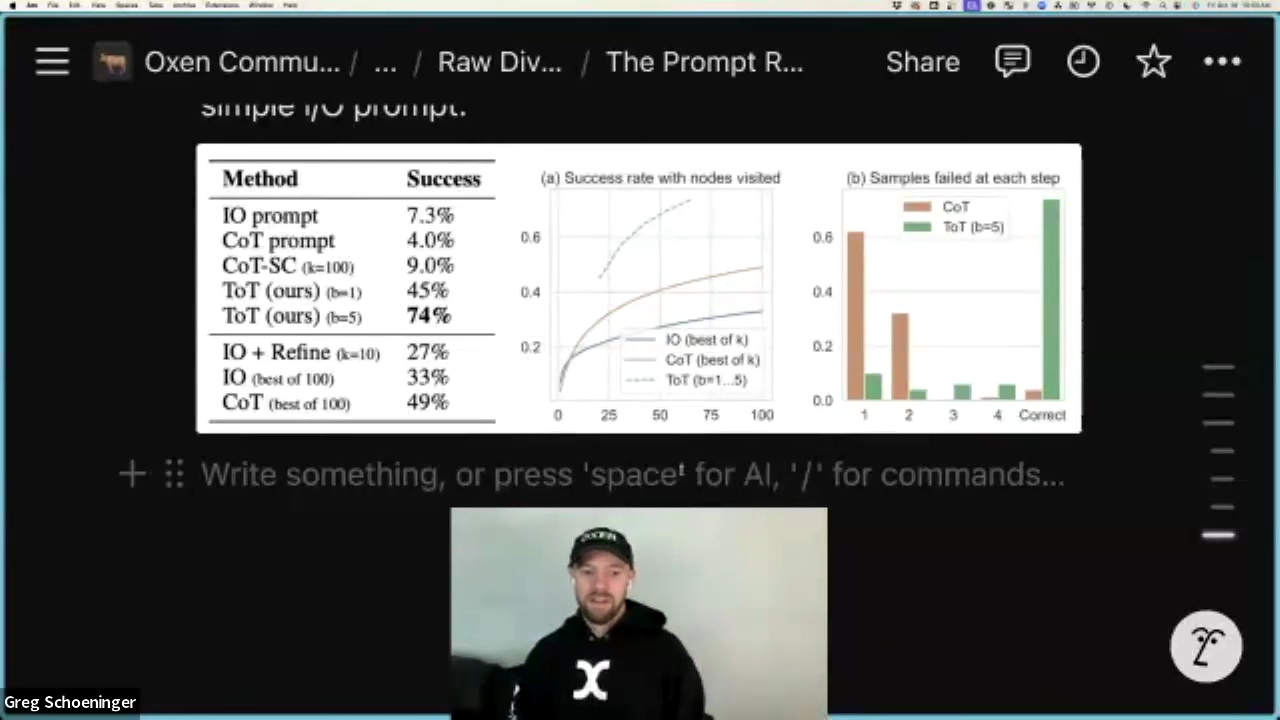 Oxen Commu... / ... / Raw Div... / The Prompt R... Share
simple I/O prompt.
Method Success
IO prompt 7.3%
CoT prompt 4.0%
CoT-SC (k=100) 9.0%
ToT (ours) (b=1) 45%
ToT (ours) (b=5) 74%
IO + Refine (k=10) 27%
IO (best of 100) 33%
CoT (best of 100) 49%
(a) Success rate with nodes visited
0.6
0.4
0.2
IO (best of k)
CoT (best of k)
ToT (b=1...5)
0 25 50 75 100
(b) Samples failed at each step
CoT
ToT (b=5)
0.6
0.4
0.2
0.0
1 2 3 4 Correct
Write something, or press 'space' for AI, '/' for commands...
OXEN
Greg Schoeninger